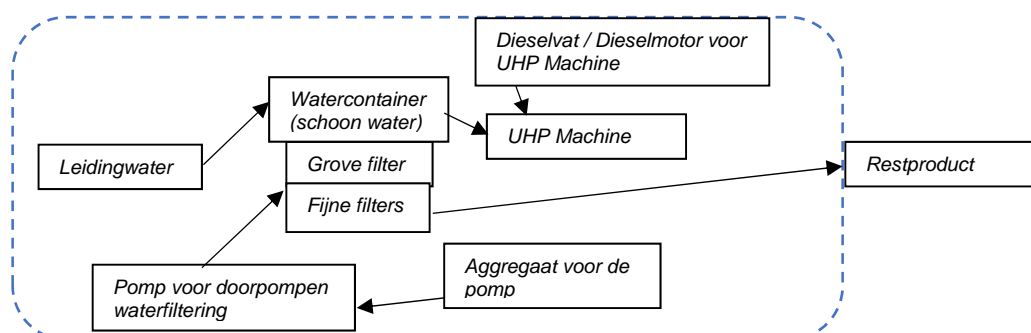 Dieselvat / Dieselmotor voor
UHP Machine
Watercontainer
(schoon water)
UHP Machine
Leidingwater
Grove filter
Restproduct
Fijne filters
Pomp voor doorpompen
waterfiltering
Aggregaat voor de
pomp